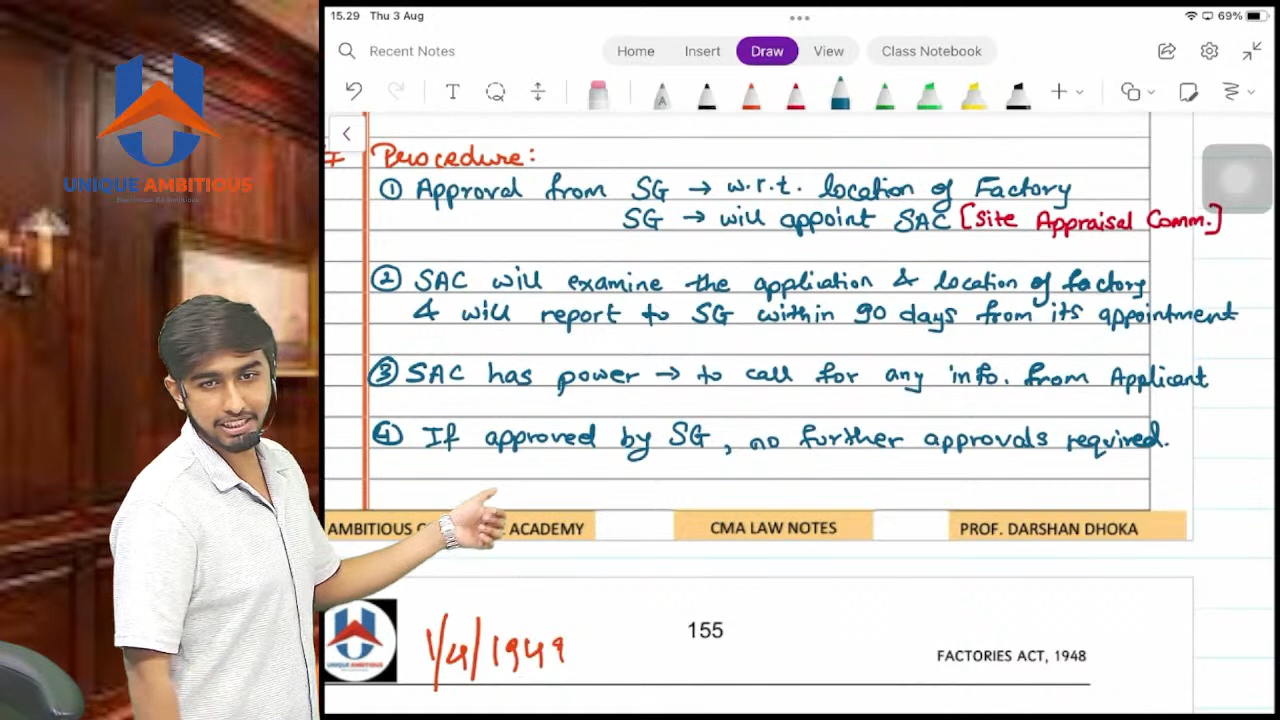 15.29 Thu 3 Aug
69%
Recent Notes
Home Insert Draw View Class Notebook
UNIQUE AMBITIOUS
Procedure:
① Approval from SG → w.r.t. location of Factory
SG → will appoint SAC [Site Appraisal Comm.]
② SAC will examine the application & location of factory
& will report to SG within 90 days from its appointment
③ SAC has power → to call for any info. from Applicant
④ If approved by SG, no further approvals required.
AMBITIOUS ACADEMY CMA LAW NOTES PROF. DARSHAN DHOKA
UNIQUE AMBITIOUS
1/4/1949
155
FACTORIES ACT, 1948